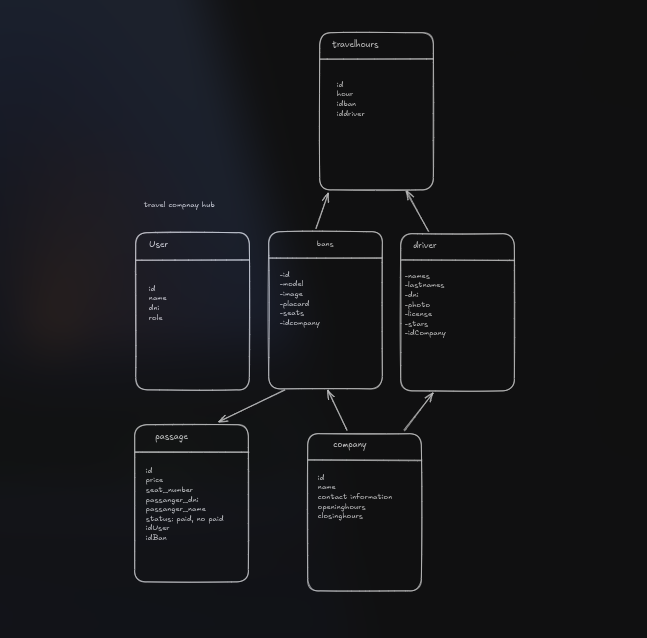 travelhours
id
hour
idban
iddriver
travel compnay hub
User
id
name
dni
role
bans
-id
-model
-image
-placard
-seats
-idcompany
driver
-names
-lastnames
-dni
-photo
-license
-stars
-idCompany
passage
id
price
seat_number
passanger_dni
passanger_name
status: paid, no paid
idUser
idBan
company
id
name
contact information
openinghours
closinghours